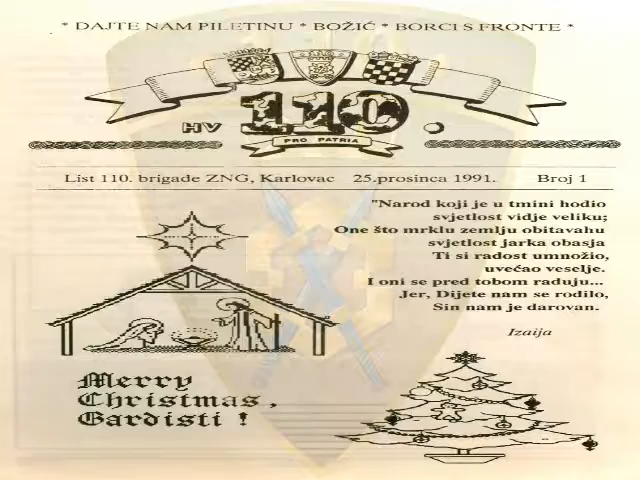 * DAJTE NAM PILETINU * BOŽIĆ * BORCI S FRONTE *
HV 110.
PRO PATRIA
List 110. brigade ZNG, Karlovac 25.prosinca 1991. Broj 1
"Narod koji je u tmini hodio
svjetlost vidje veliku;
One što mrklu zemlju obitavahu
svjetlost jarka obasja
Ti si radost umnožio,
uvećao veselje.
I oni se pred tobom raduju...
Jer, Dijete nam se rodilo,
Sin nam je darovan.
Izaija
Merry
Christmas,
Gardisti !